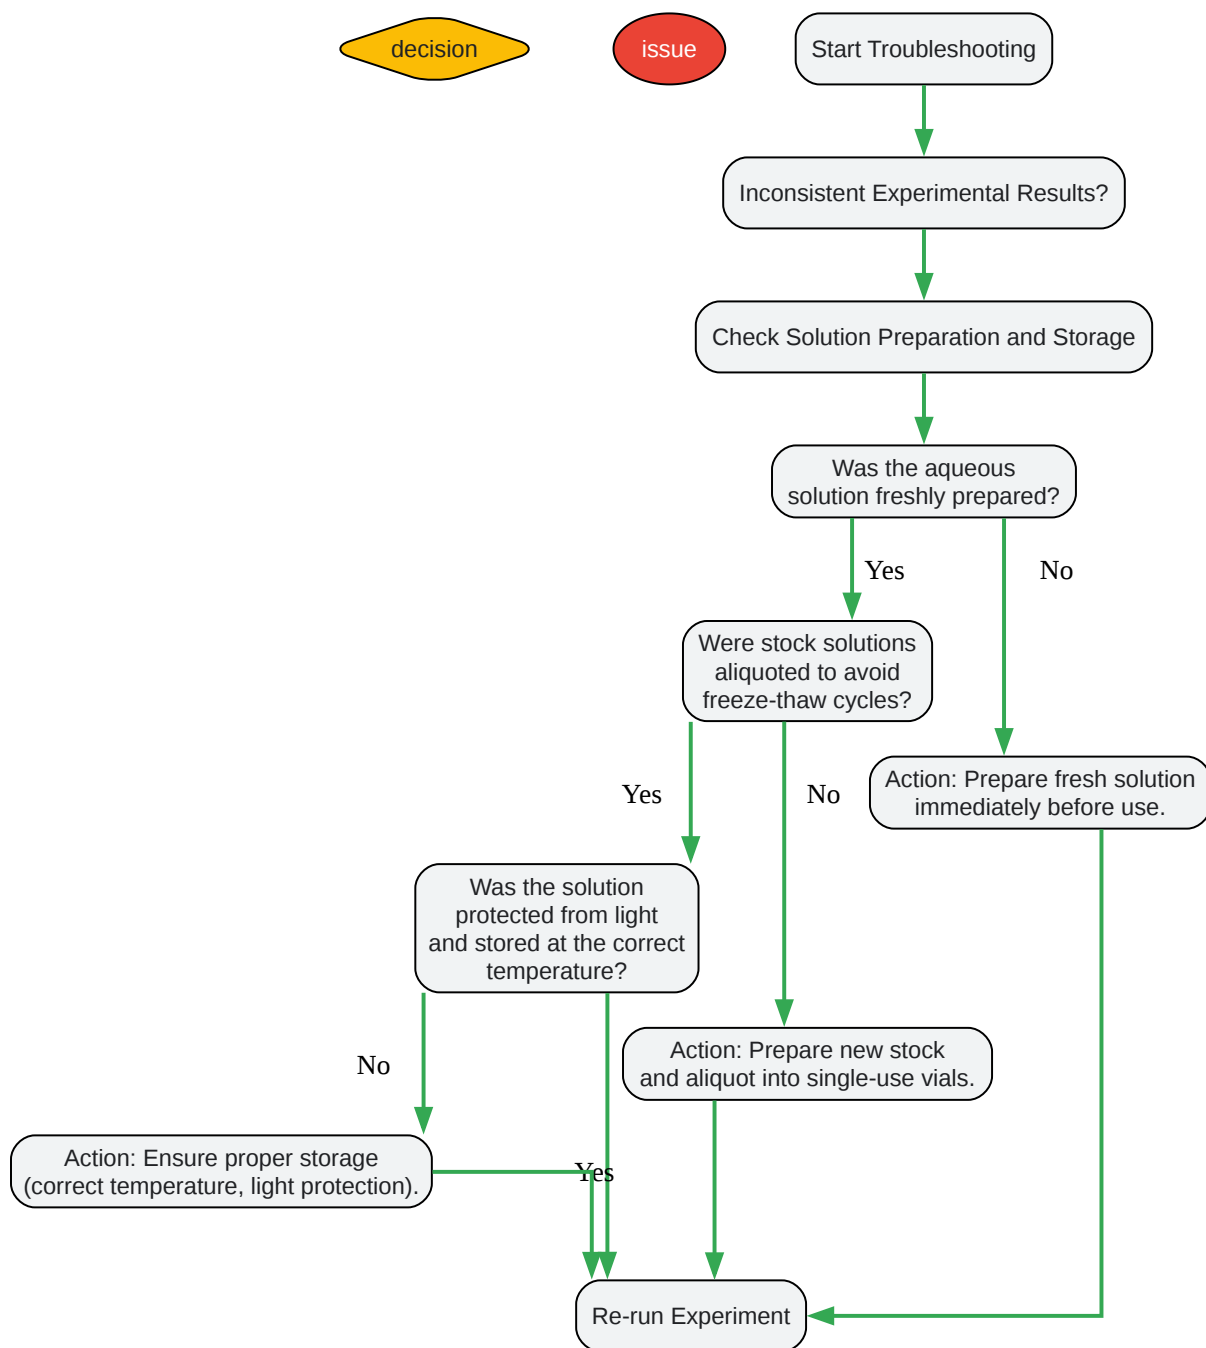 decision
issue
Start Troubleshooting
Inconsistent Experimental Results?
Check Solution Preparation and Storage
Was the aqueous
solution freshly prepared?
Yes
No
Were stock solutions
aliquoted to avoid
freeze-thaw cycles?
Yes
No
Action: Prepare fresh solution
immediately before use.
Was the solution
protected from light
and stored at the correct
temperature?
No
Action: Prepare new stock
and aliquot into single-use vials.
Action: Ensure proper storage
(correct temperature, light protection).
Yes
Re-run Experiment